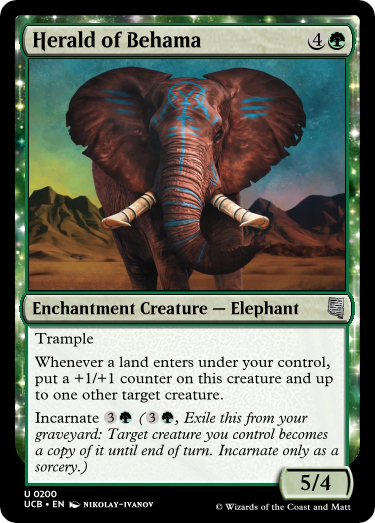 Herald of Behama 4
Enchantment Creature — Elephant
Trample
Whenever a land enters under your control,
put a +1/+1 counter on this creature and up
to one other target creature.
Incarnate 3 (3, Exile this from your
graveyard: Target creature you control becomes
a copy of it until end of turn. Incarnate only as a
sorcery.)
5/4
U 0200
UCB • EN NIKOLAY-IVANOV
© Wizards of the Coast and Matt